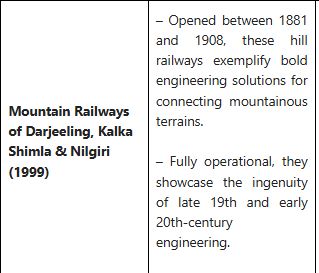 Mountain Railways
of Darjeeling, Kalka
Shimla & Nilgiri
(1999)
– Opened between 1881
and 1908, these hill
railways exemplify bold
engineering solutions for
connecting mountainous
terrains.
– Fully operational, they
showcase the ingenuity
of late 19th and early
20th-century
engineering.